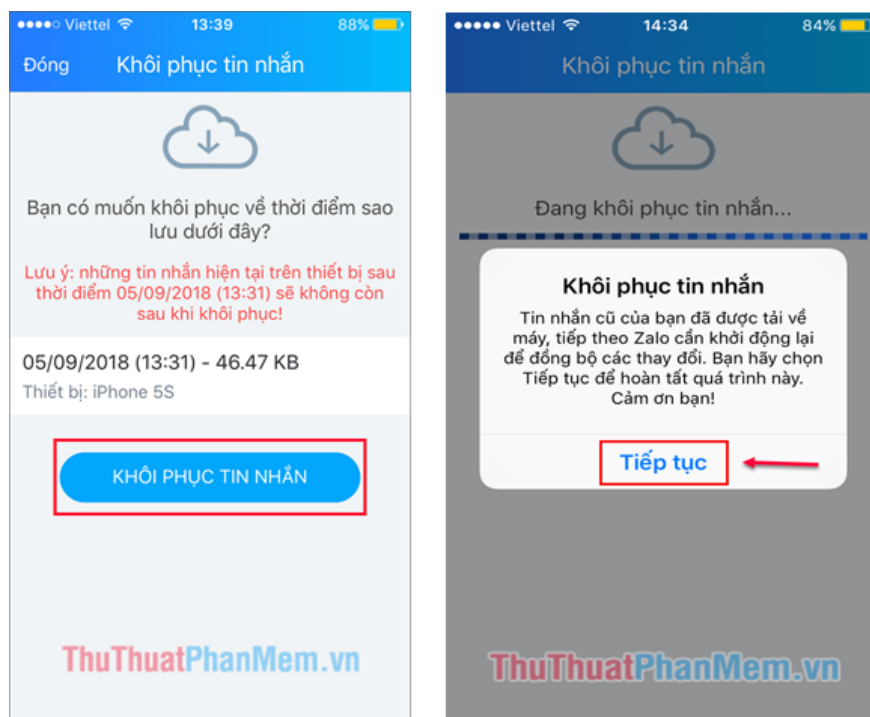 Viettel 13:39 88%
Đóng Khôi phục tin nhắn
Bạn có muốn khôi phục về thời điểm sao
lưu dưới đây?
Lưu ý: những tin nhắn hiện tại trên thiết bị sau
thời điểm 05/09/2018 (13:31) sẽ không còn
sau khi khôi phục!
05/09/2018 (13:31) - 46.47 KB
Thiết bị: iPhone 5S
KHÔI PHỤC TIN NHẮN
ThuThuatPhanMem.vn
Viettel 14:34 84%
Khôi phục tin nhắn
Đang khôi phục tin nhắn...
Khôi phục tin nhắn
Tin nhắn cũ của bạn đã được tải về
máy, tiếp theo Zalo cần khởi động lại
để đồng bộ các thay đổi. Bạn hãy chọn
Tiếp tục để hoàn tất quá trình này.
Cảm ơn bạn!
Tiếp tục
ThuThuatPhanMem.vn